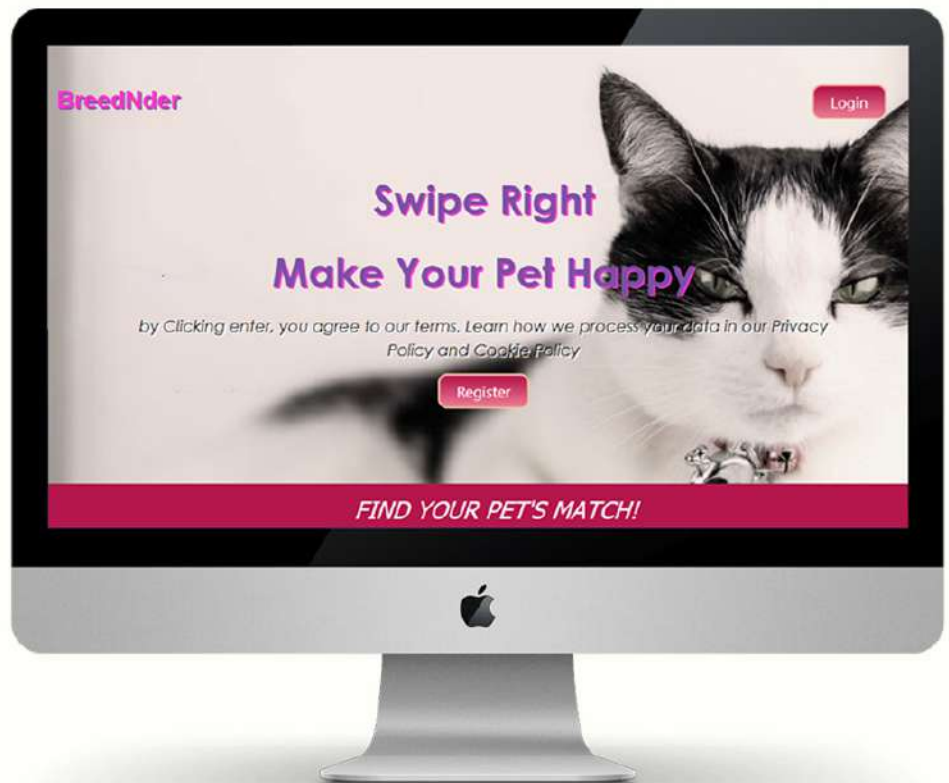 BreedNder
Login
Swipe Right
Make Your Pet Happy
by Clicking enter, you agree to our terms. Learn how we process your data in our Privacy
Policy and Cookie Policy
Register
FIND YOUR PET'S MATCH!